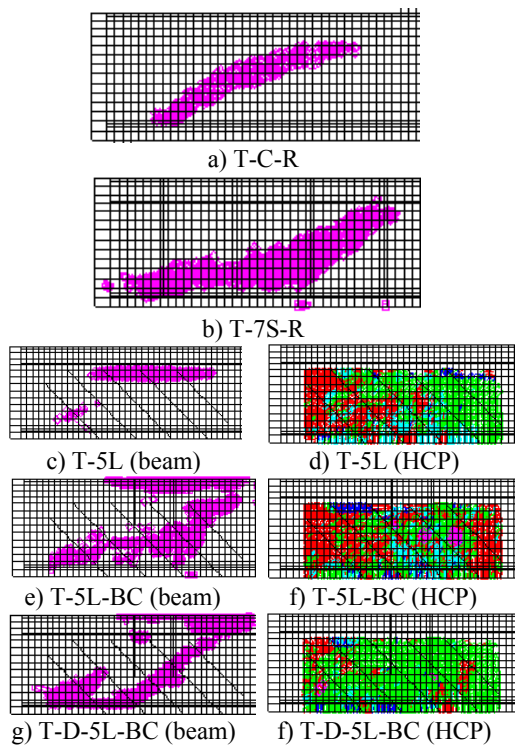 a) T-C-R
b) T-7S-R
c) T-5L (beam) d) T-5L (HCP)
e) T-5L-BC (beam) f) T-5L-BC (HCP)
g) T-D-5L-BC (beam) f) T-D-5L-BC (HCP)